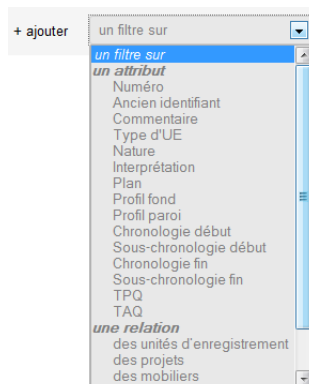 + ajouter un filtre sur
un filtre sur
un attribut
Numéro
Ancien identifiant
Commentaire
Type d'UE
Nature
Interprétation
Plan
Profil fond
Profil paroi
Chronologie début
Sous-chronologie début
Chronologie fin
Sous-chronologie fin
TPQ
TAQ
une relation
des unités d'enregistrement
des projets
des mobiliers